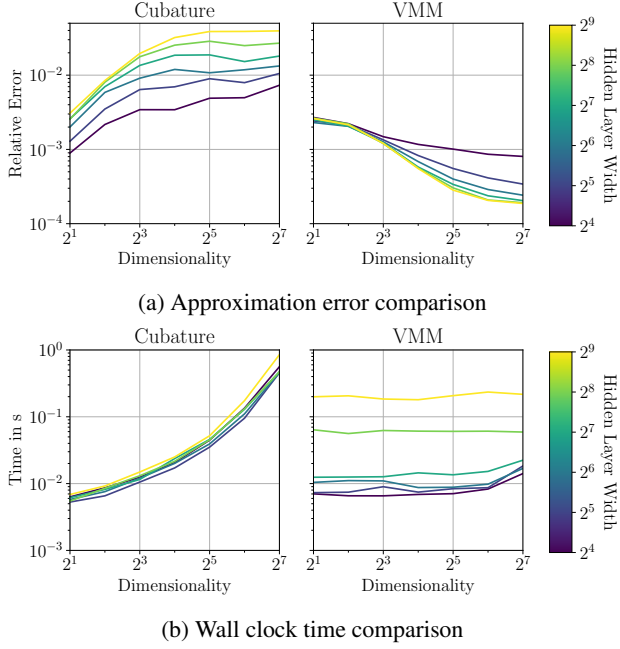 Cubature
VMM
10^{-2}
10^{-3}
10^{-4}
Relative Error
2^1 2^3 2^5 2^7
2^1 2^3 2^5 2^7
Dimensionality
Dimensionality
2^9
2^8
2^7
2^6
2^5
2^4
Hidden Layer Width
(a) Approximation error comparison
Cubature
VMM
10^0
10^{-1}
10^{-2}
10^{-3}
Time in s
2^1 2^3 2^5 2^7
2^1 2^3 2^5 2^7
Dimensionality
Dimensionality
2^9
2^8
2^7
2^6
2^5
2^4
Hidden Layer Width
(b) Wall clock time comparison